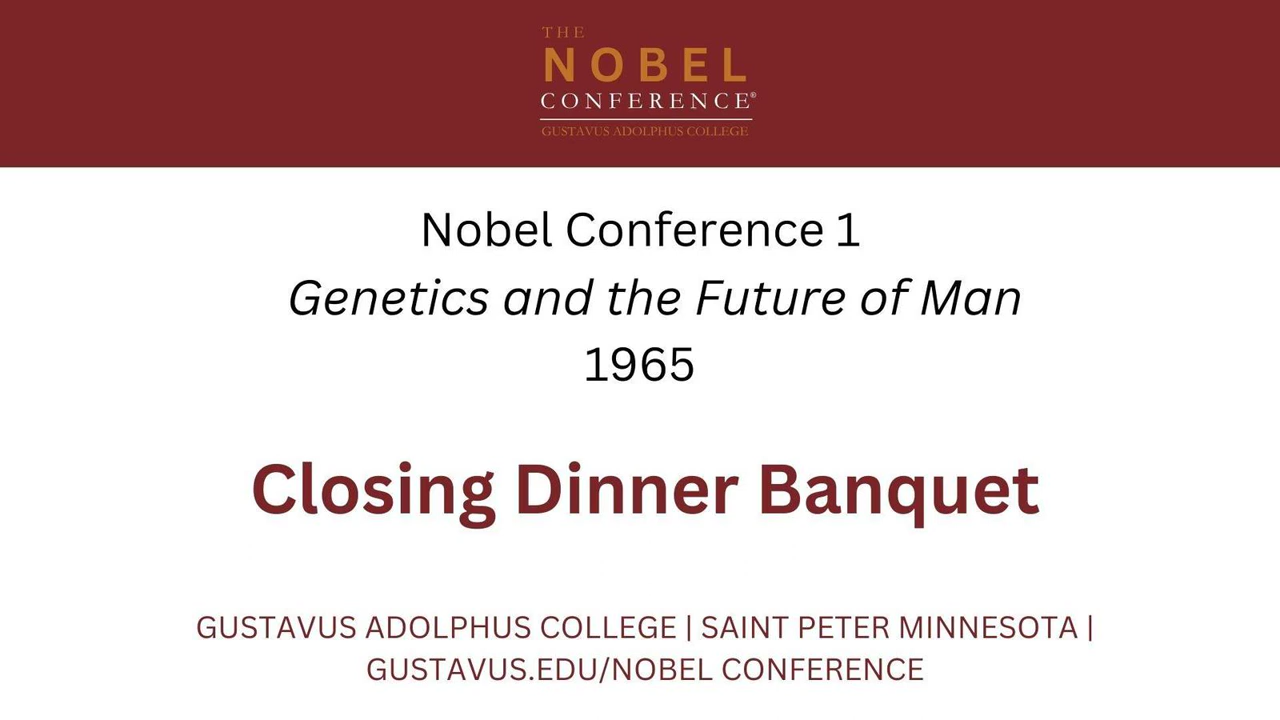 THE
NOBEL
CONFERENCE®
GUSTAVUS ADOLPHUS COLLEGE
Nobel Conference 1
Genetics and the Future of Man
1965
Closing Dinner Banquet
GUSTAVUS ADOLPHUS COLLEGE | SAINT PETER MINNESOTA |
GUSTAVUS.EDU/NOBEL CONFERENCE